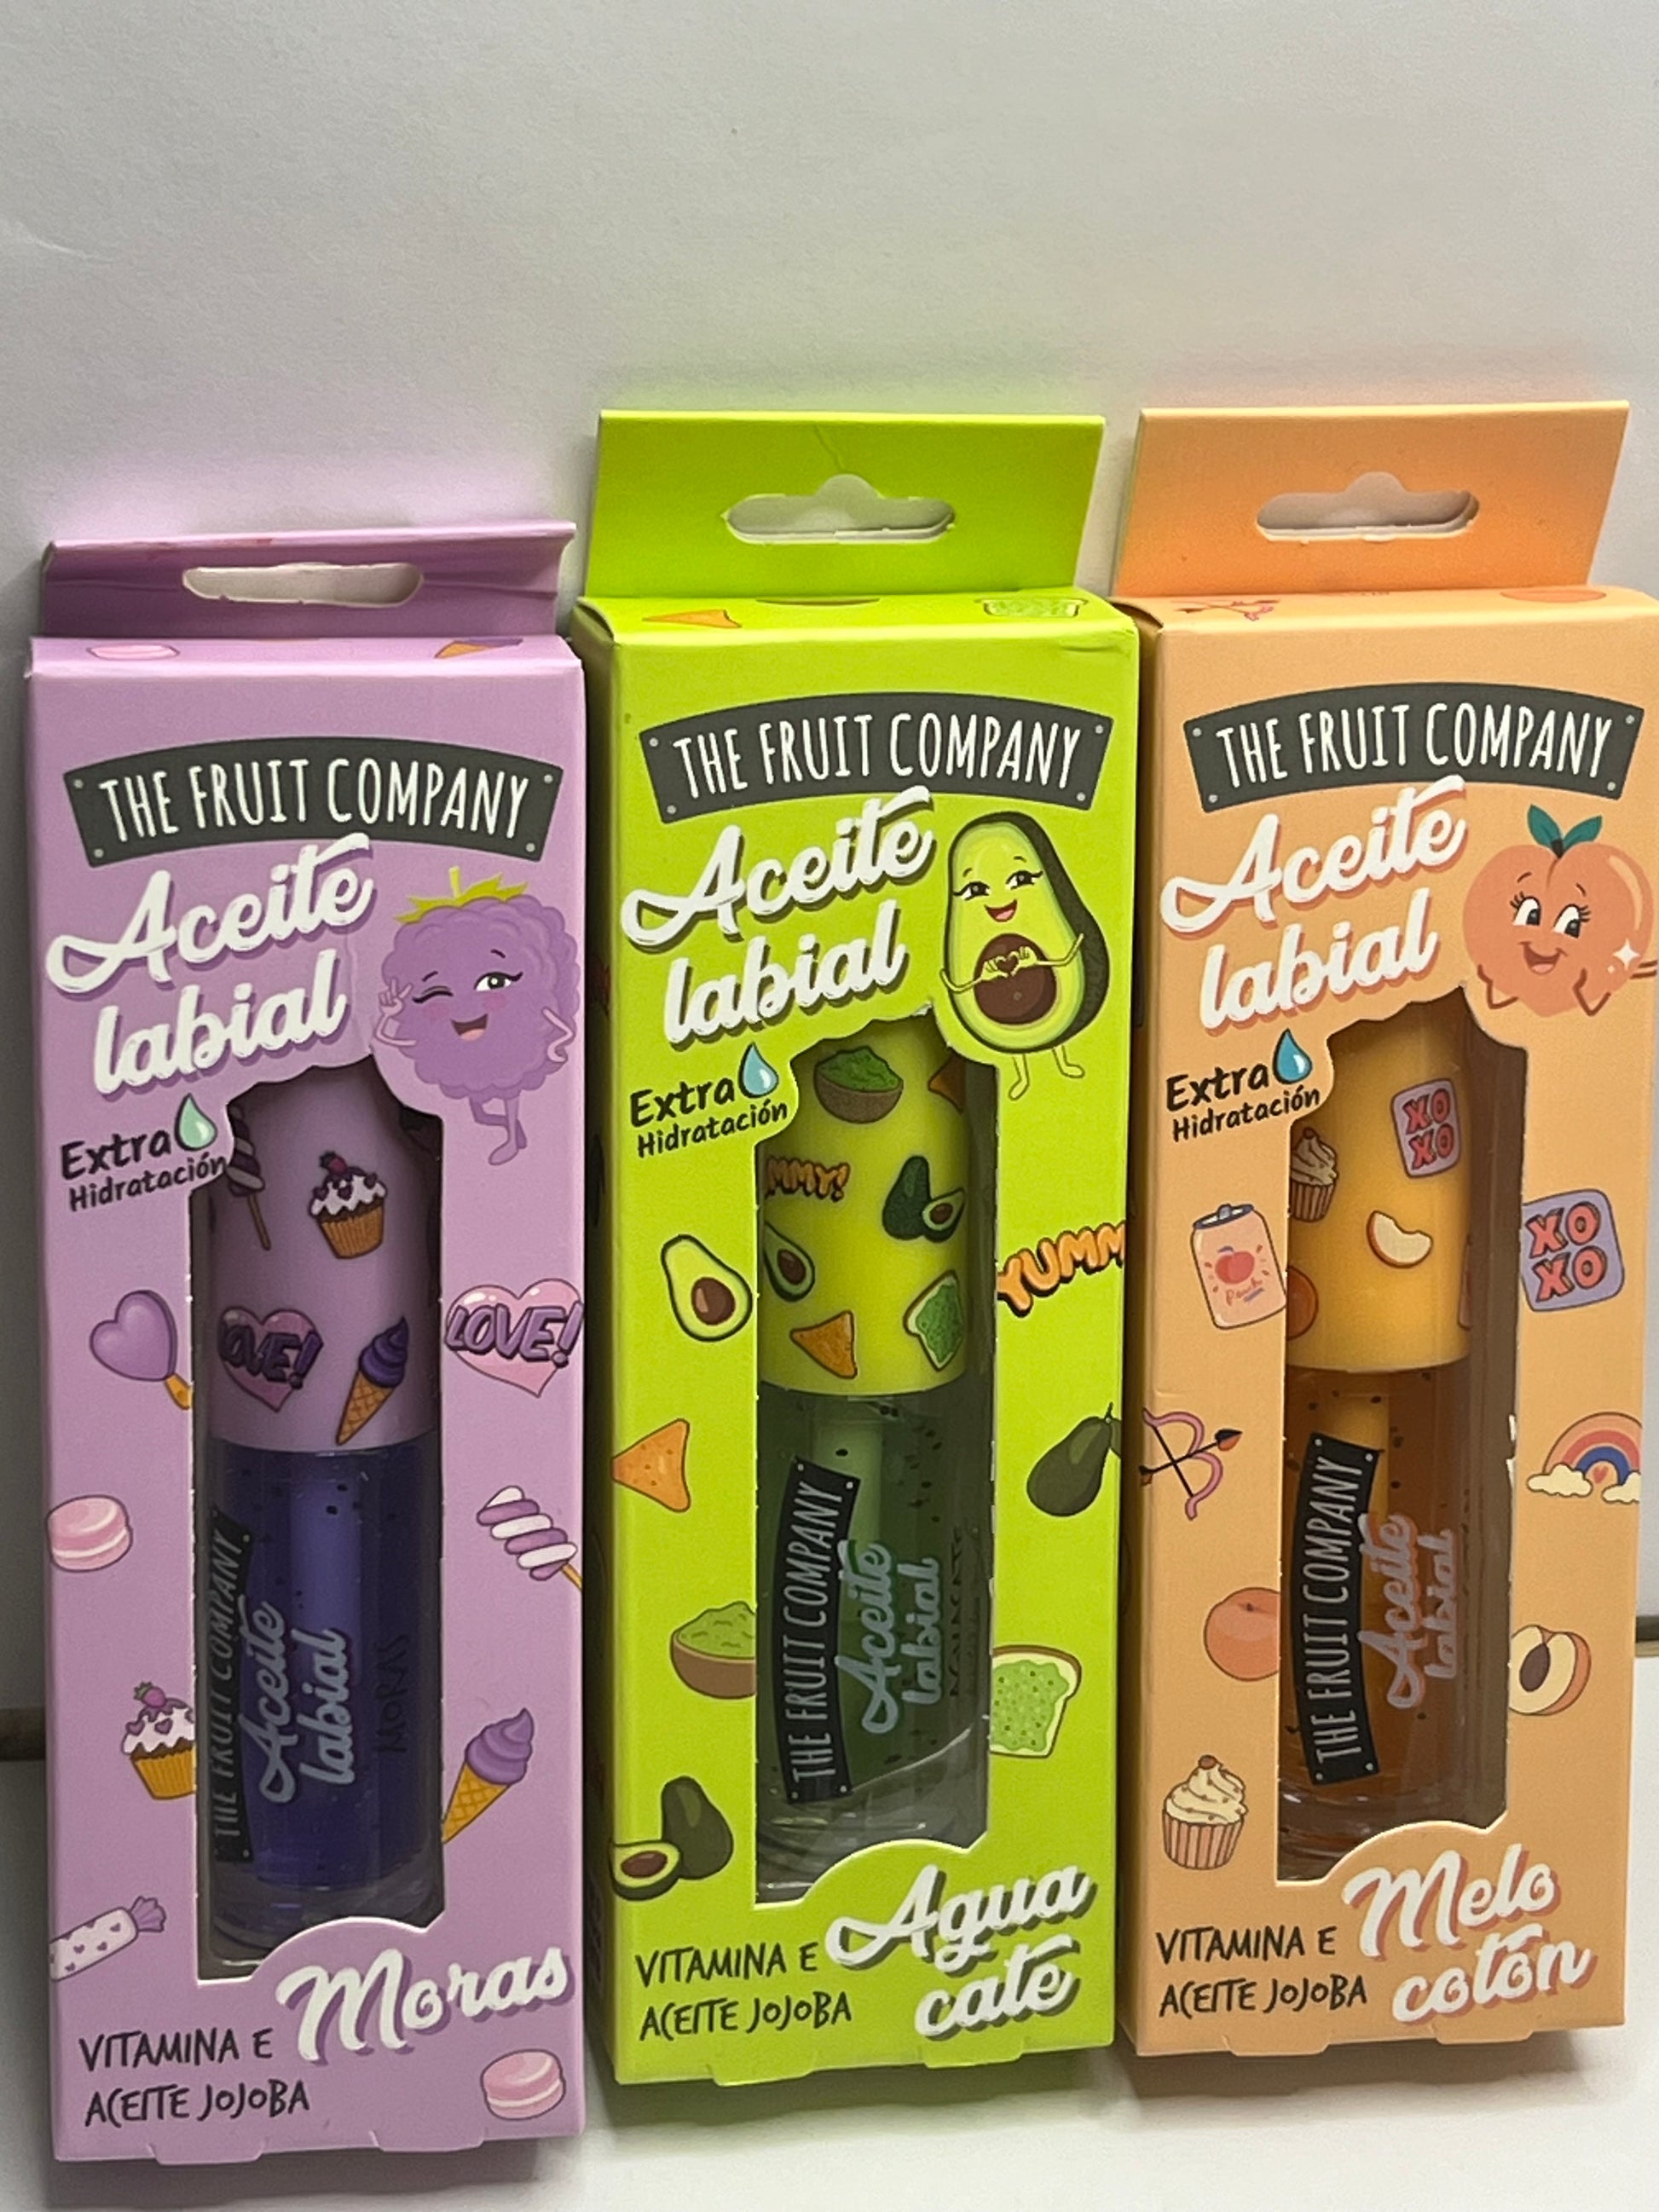 THE FRUIT COMPANY
Aceite
labial
Extra
Hidratación
LOVE!
LOVE!
THE FRUIT COMPANY
Aceite
labial
MORAS
VITAMINA E
ACEITE JOJOBA
Moras
THE FRUIT COMPANY
Aceite
labial
Extra
Hidratación
MMY!
YUMM
THE FRUIT COMPANY
Aceite
labial
VITAMINA E
ACEITE JOJOBA
Agua
cate
THE FRUIT COMPANY
Aceite
labial
Extra
Hidratación
XO
XO
Peach
XO
XO
THE FRUIT COMPANY
Aceite
labial
VITAMINA E
ACEITE JOJOBA
Melo
cotón